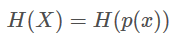 H(X) = H(p(x))